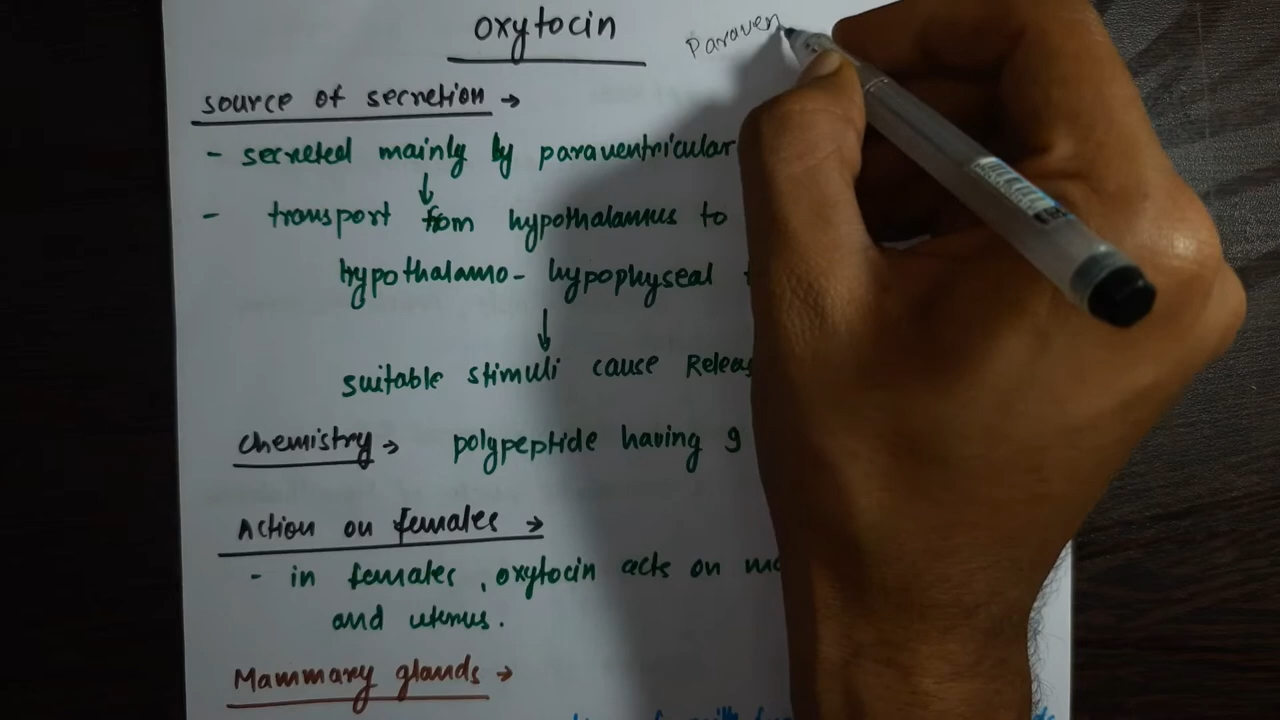 oxytocin
Paraven
source of secretion →
- secreted mainly by paraventricular
↓
- transport from hypothalamus to
hypothalamo - hypophyseal
↓
suitable stimuli cause Releas
chemistry → polypeptide having 9
Action on females →
- in females, oxytocin acts on ma
and uterus.
Mammary glands →